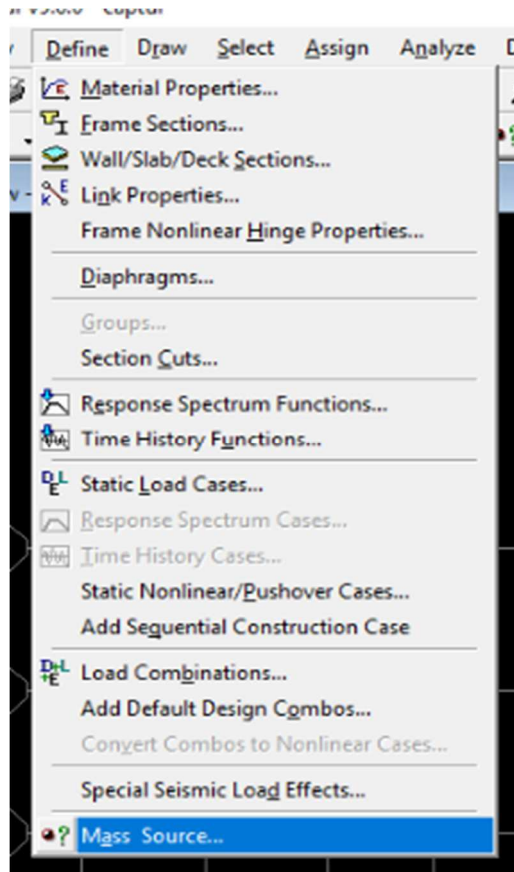 Define Draw Select Assign Analyze
Material Properties...
Frame Sections...
Wall/Slab/Deck Sections...
Link Properties...
Frame Nonlinear Hinge Properties...
Diaphragms...
Groups...
Section Cuts...
Response Spectrum Functions...
Time History Functions...
Static Load Cases...
Response Spectrum Cases...
Time History Cases...
Static Nonlinear/Pushover Cases...
Add Sequential Construction Case
Load Combinations...
Add Default Design Combos...
Convert Combos to Nonlinear Cases...
Special Seismic Load Effects...
Mass Source...